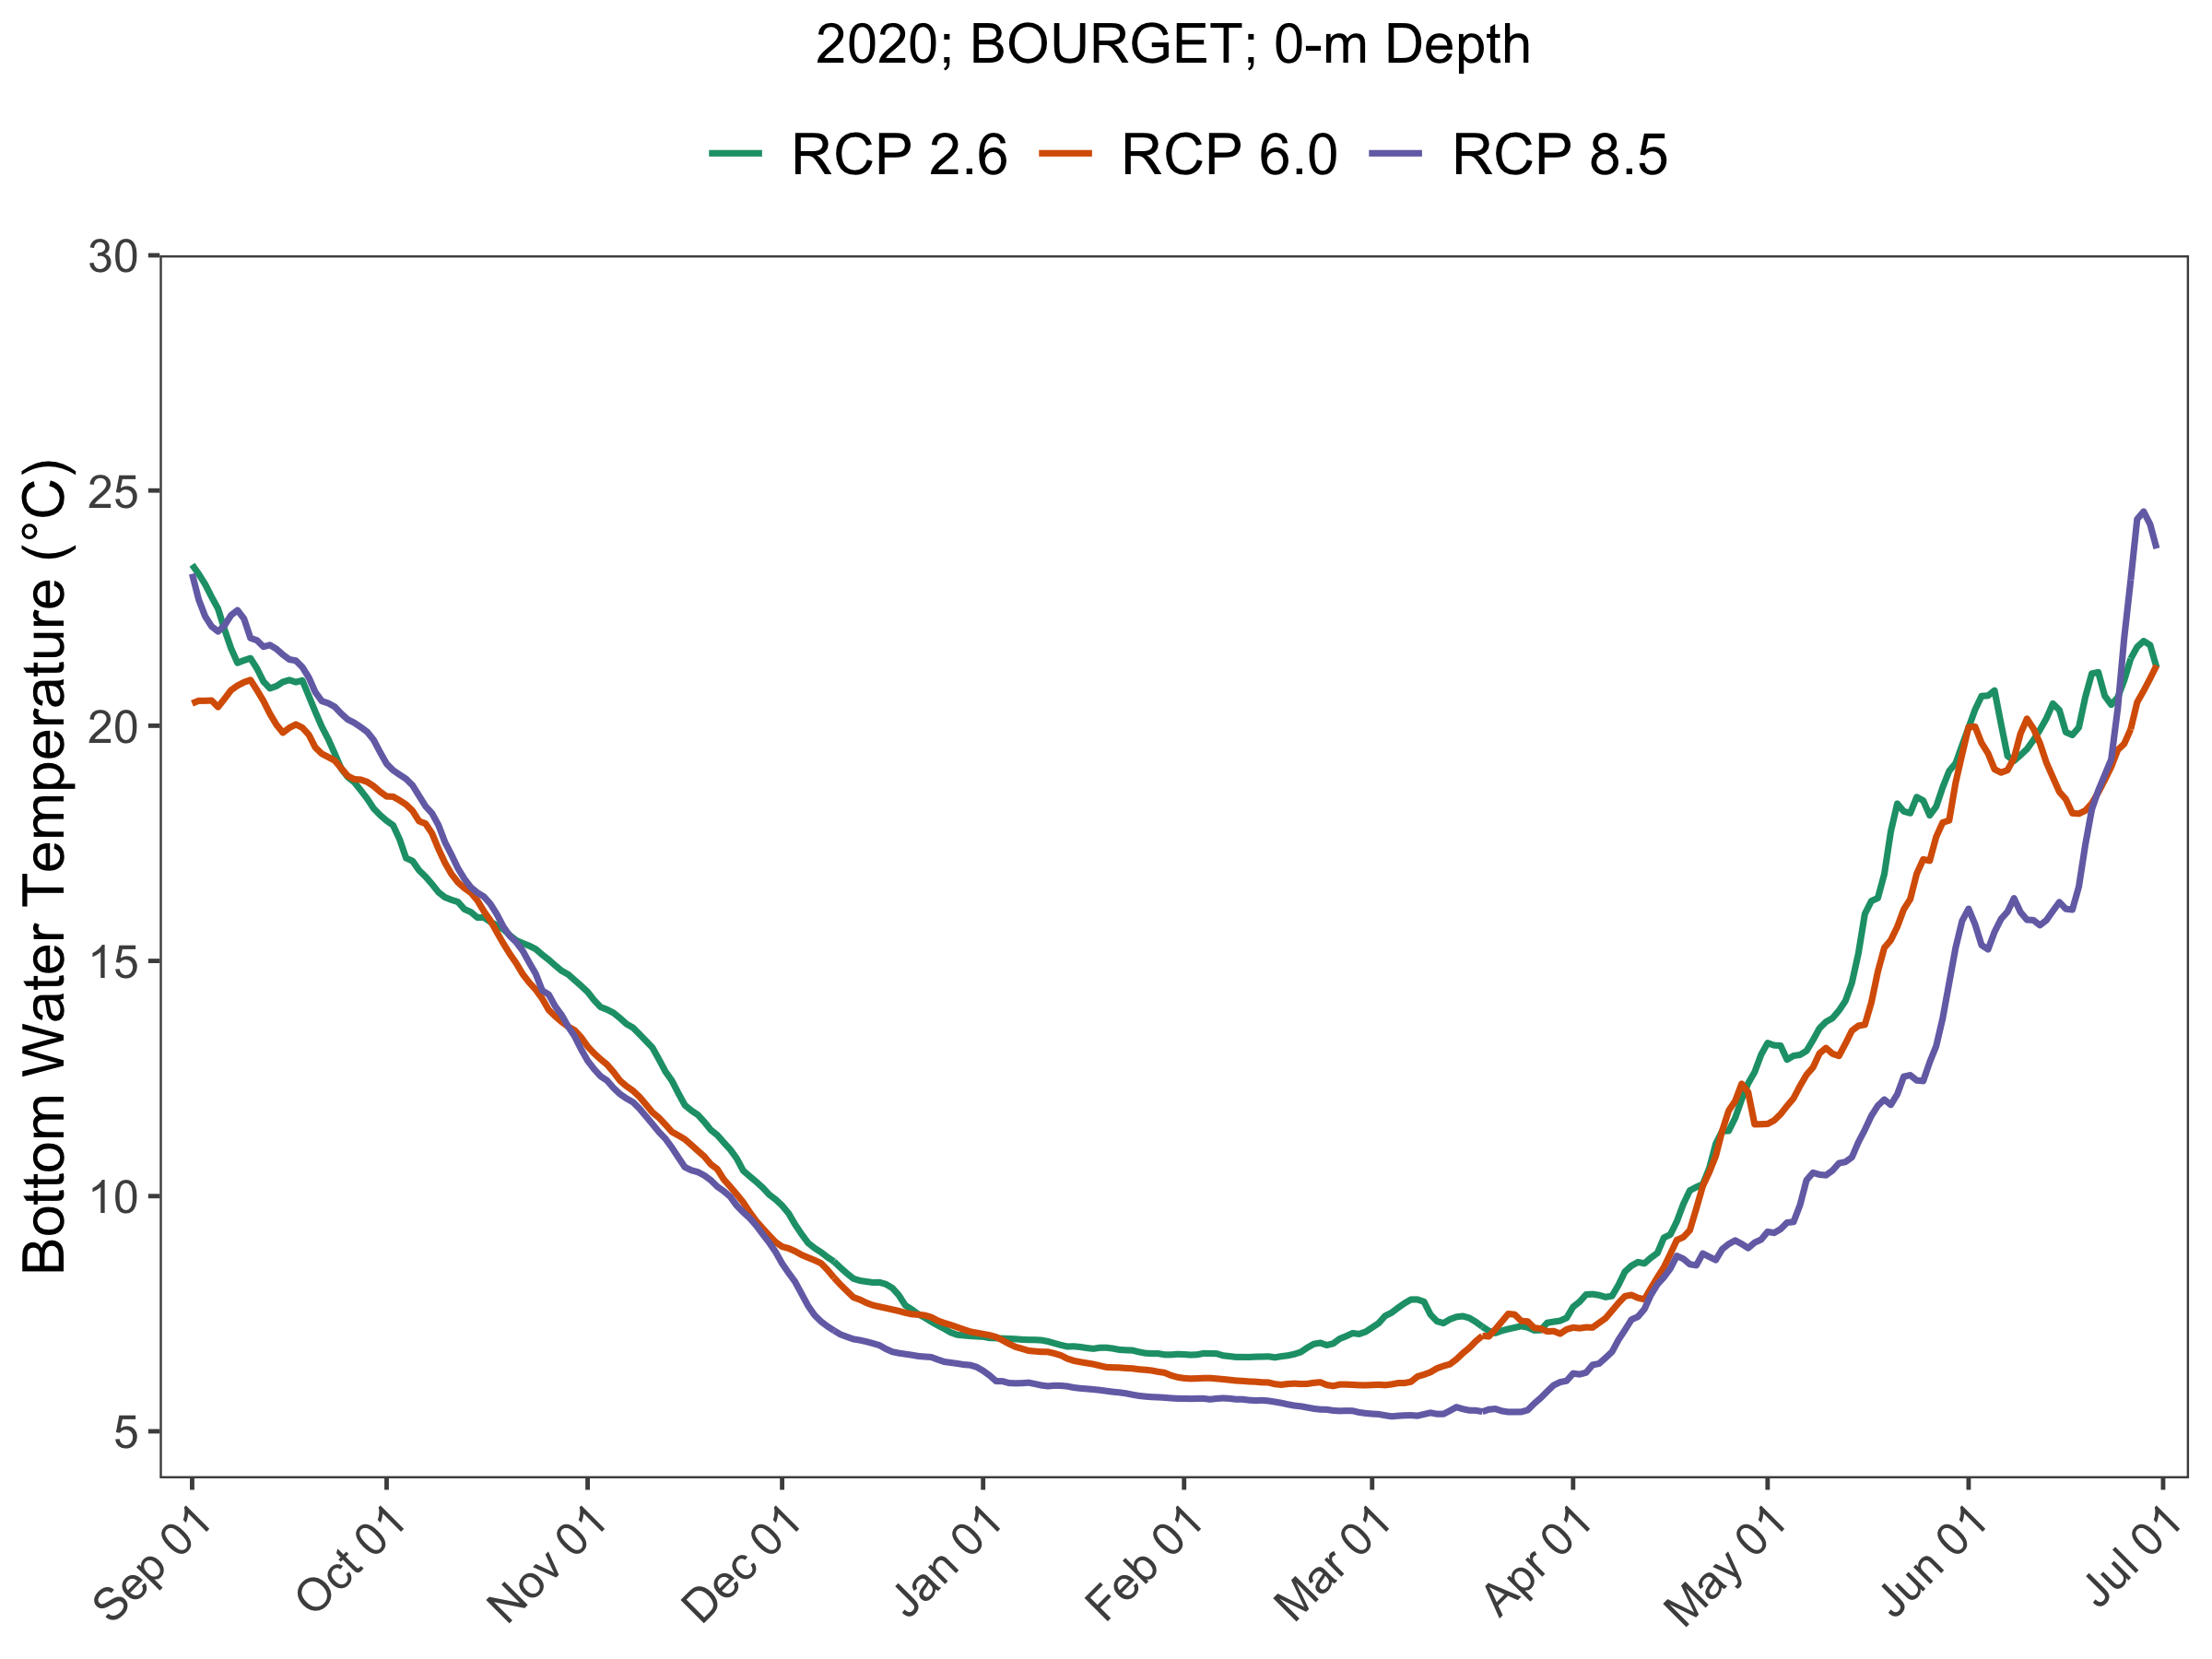 2020; BOURGET; 0-m Depth
RCP 2.6 RCP 6.0 RCP 8.5
Bottom Water Temperature (°C)
30
25
20
15
10
5
Sep 01 Oct 01 Nov 01 Dec 01 Jan 01 Feb 01 Mar 01 Apr 01 May 01 Jun 01 Jul 01